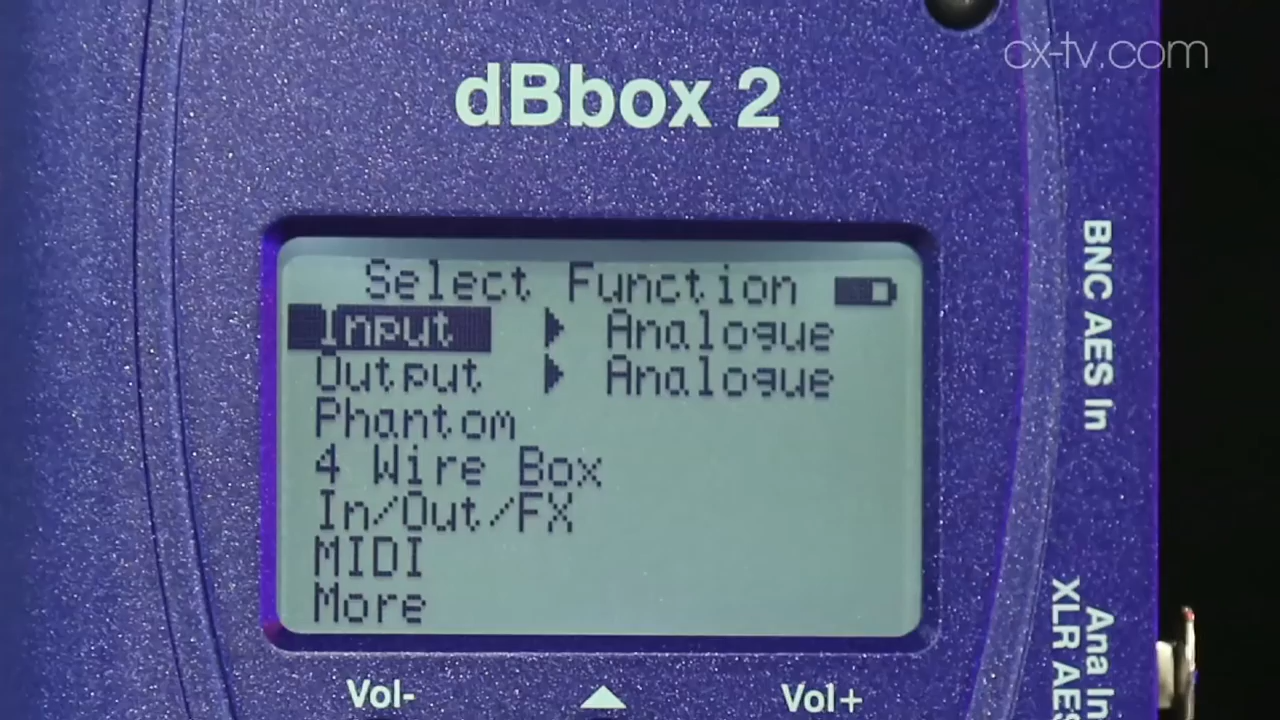 cx-tv.com
dBbox 2
Select Function
Input Analogue
Output Analogue
Phantom
4 Wire Box
In/Out/FX
MIDI
More
Vol- Vol+
BNC AES In
Ana In
XLR AES